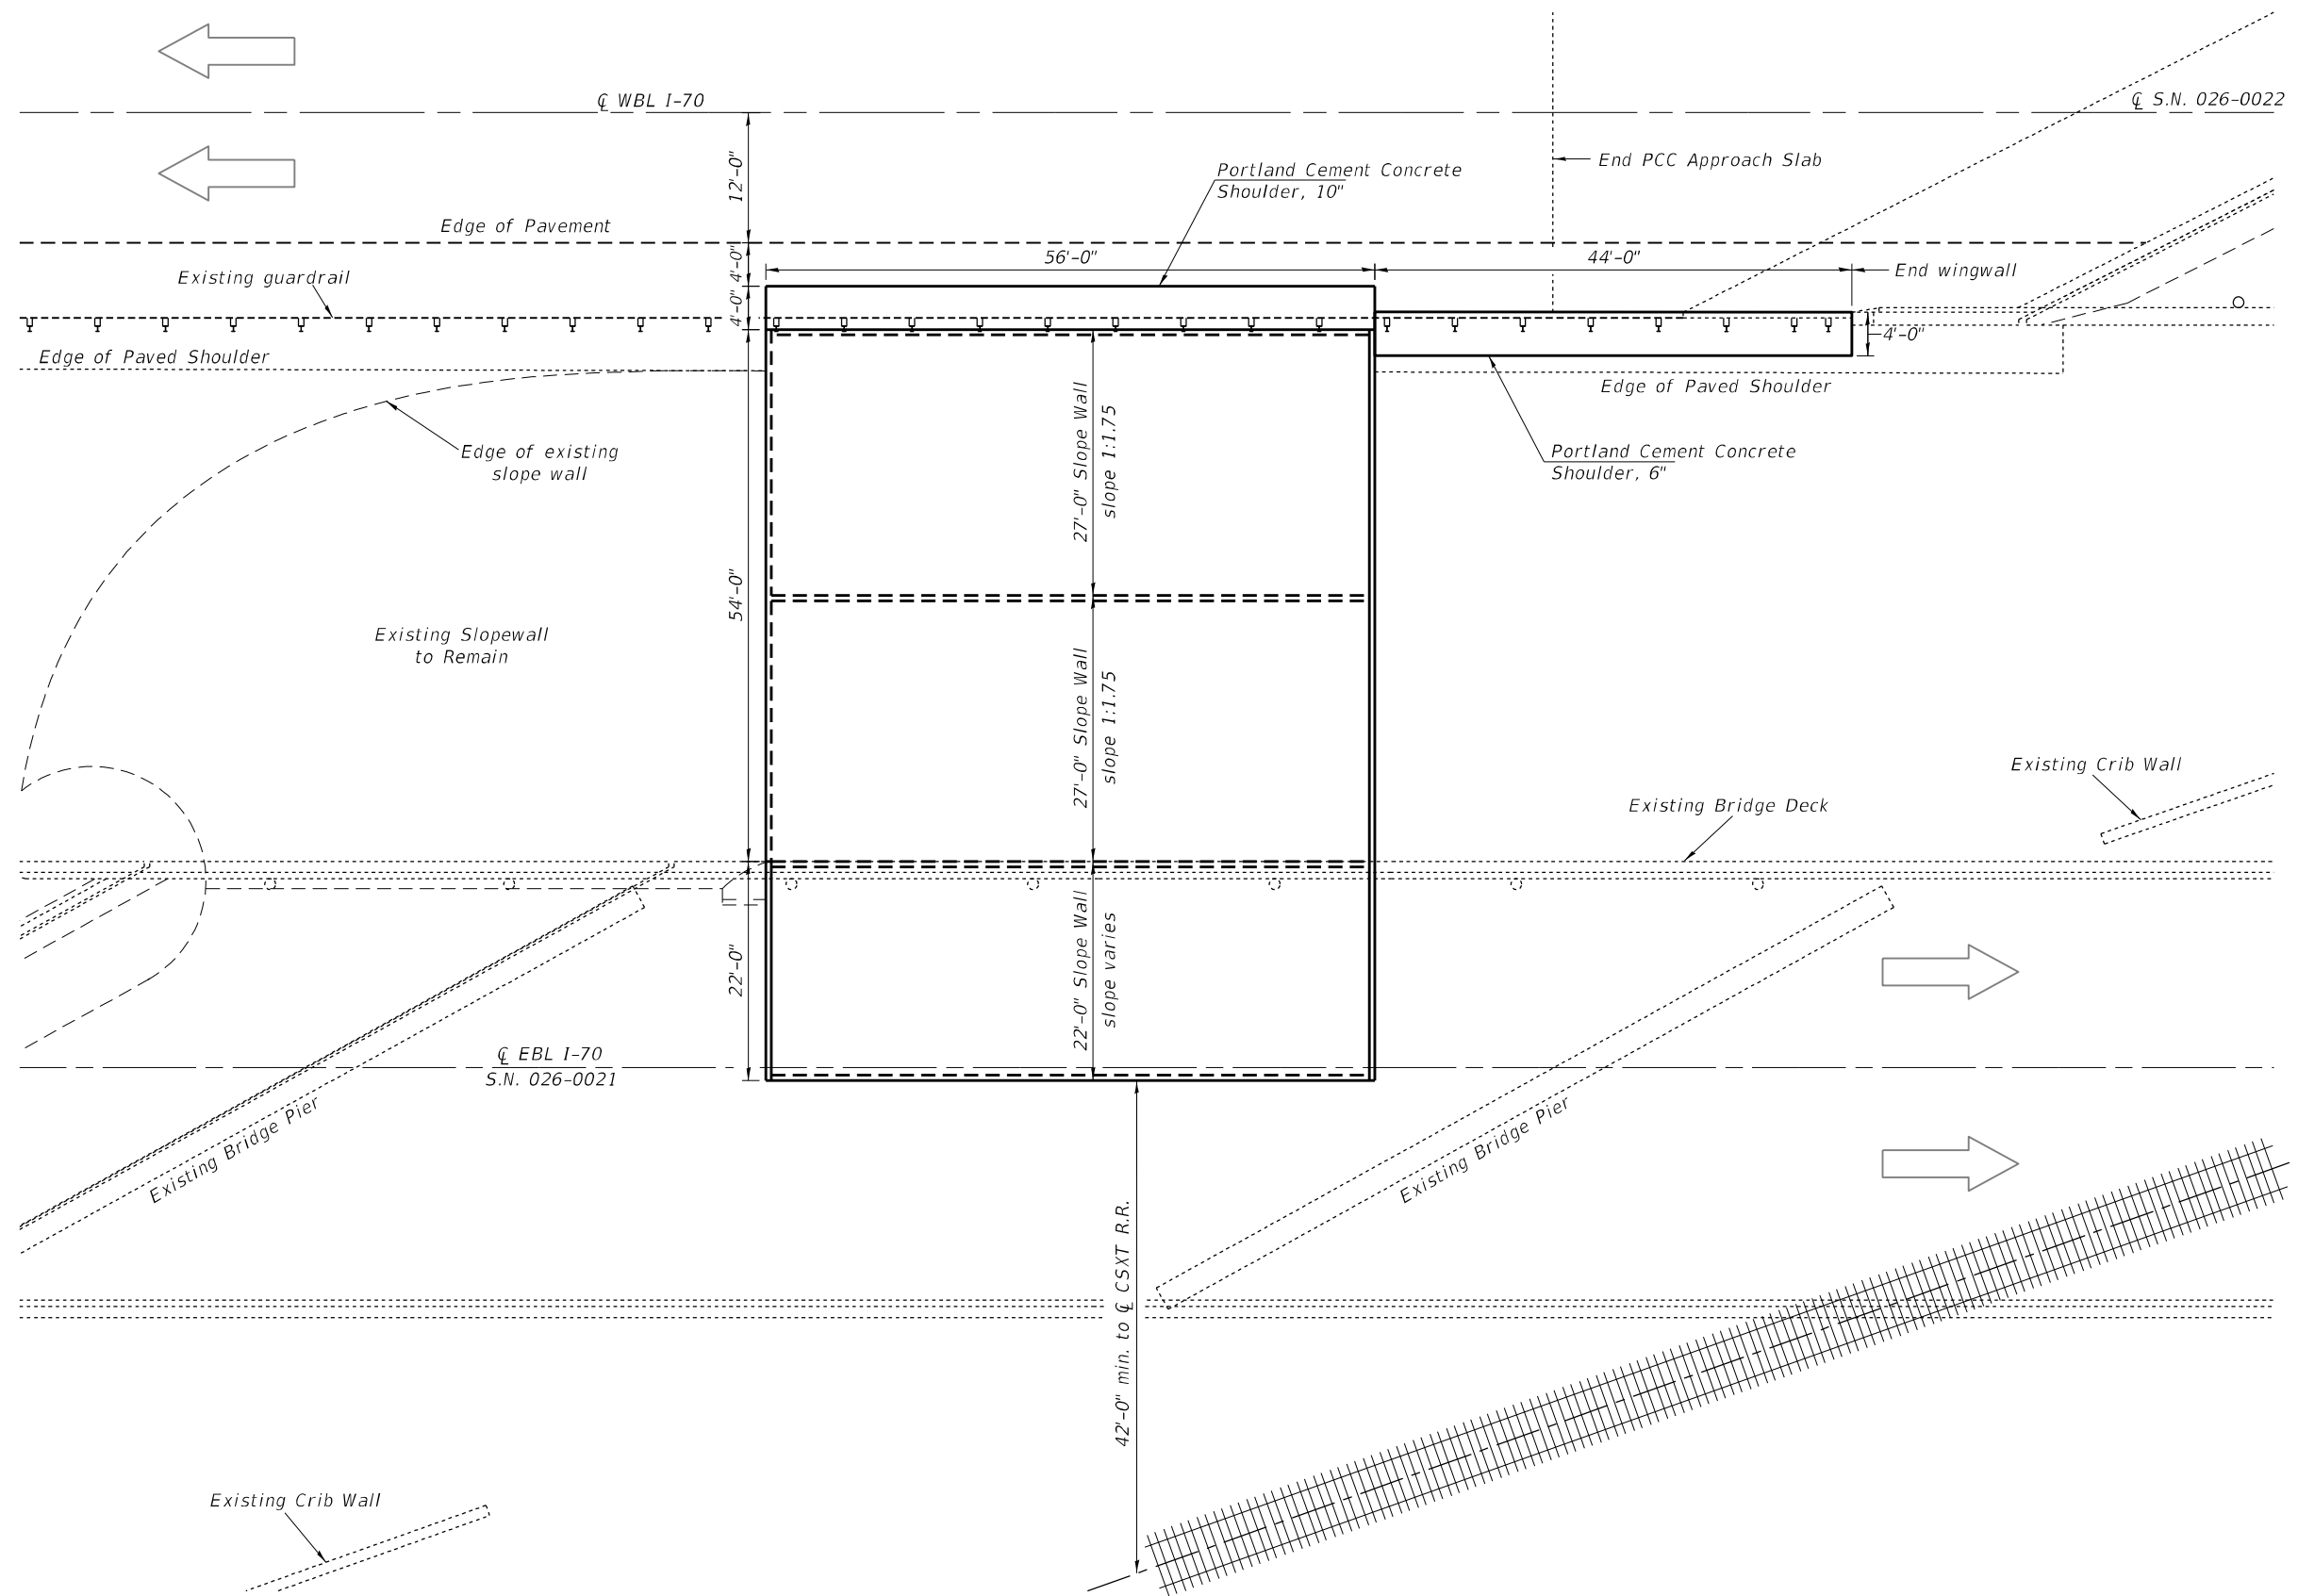 ℄ WBL I-70
℄ S.N. 026-0022
12'-0"
End PCC Approach Slab
Portland Cement Concrete
Shoulder, 10"
Edge of Pavement
4'-0"
56'-0"
44'-0"
End wingwall
Existing guardrail
4'-0"
4'-0"
Edge of Paved Shoulder
Edge of Paved Shoulder
Edge of existing
slope wall
27'-0" Slope Wall
slope 1:1.75
Portland Cement Concrete
Shoulder, 6"
54'-0"
Existing Slopewall
to Remain
27'-0" Slope Wall
slope 1:1.75
Existing Crib Wall
Existing Bridge Deck
22'-0"
22'-0" Slope Wall
slope varies
℄ EBL I-70
S.N. 026-0021
Existing Bridge Pier
Existing Bridge Pier
42'-0" min. to ℄ CSXT R.R.
Existing Crib Wall